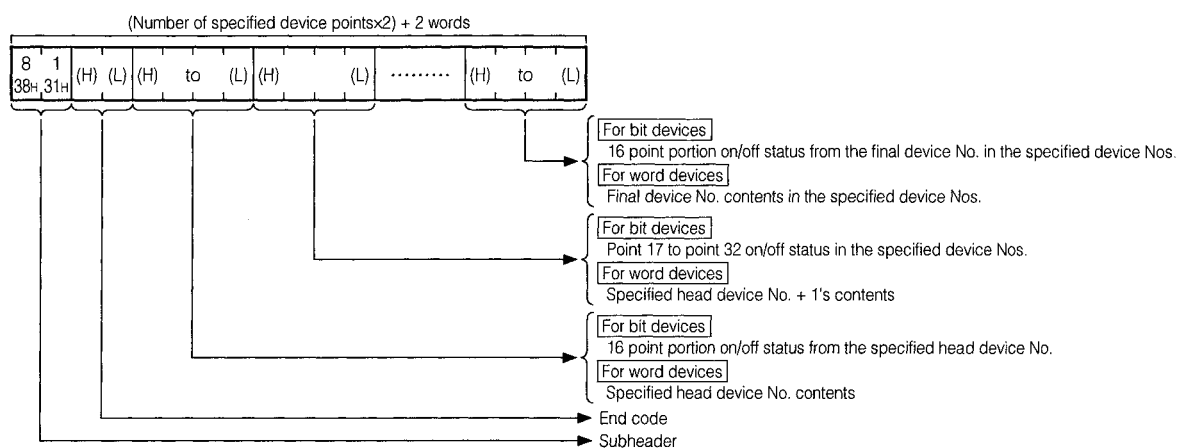 (Number of specified device pointsx2) + 2 words
8 1
38H 31H
(H) (L) (H) to (L) (H) (L) ········· (H) to (L)
For bit devices
16 point portion on/off status from the final device No. in the specified device Nos.
For word devices
Final device No. contents in the specified device Nos.
For bit devices
Point 17 to point 32 on/off status in the specified device Nos.
For word devices
Specified head device No. + 1's contents
For bit devices
16 point portion on/off status from the specified head device No.
For word devices
Specified head device No. contents
End code
Subheader